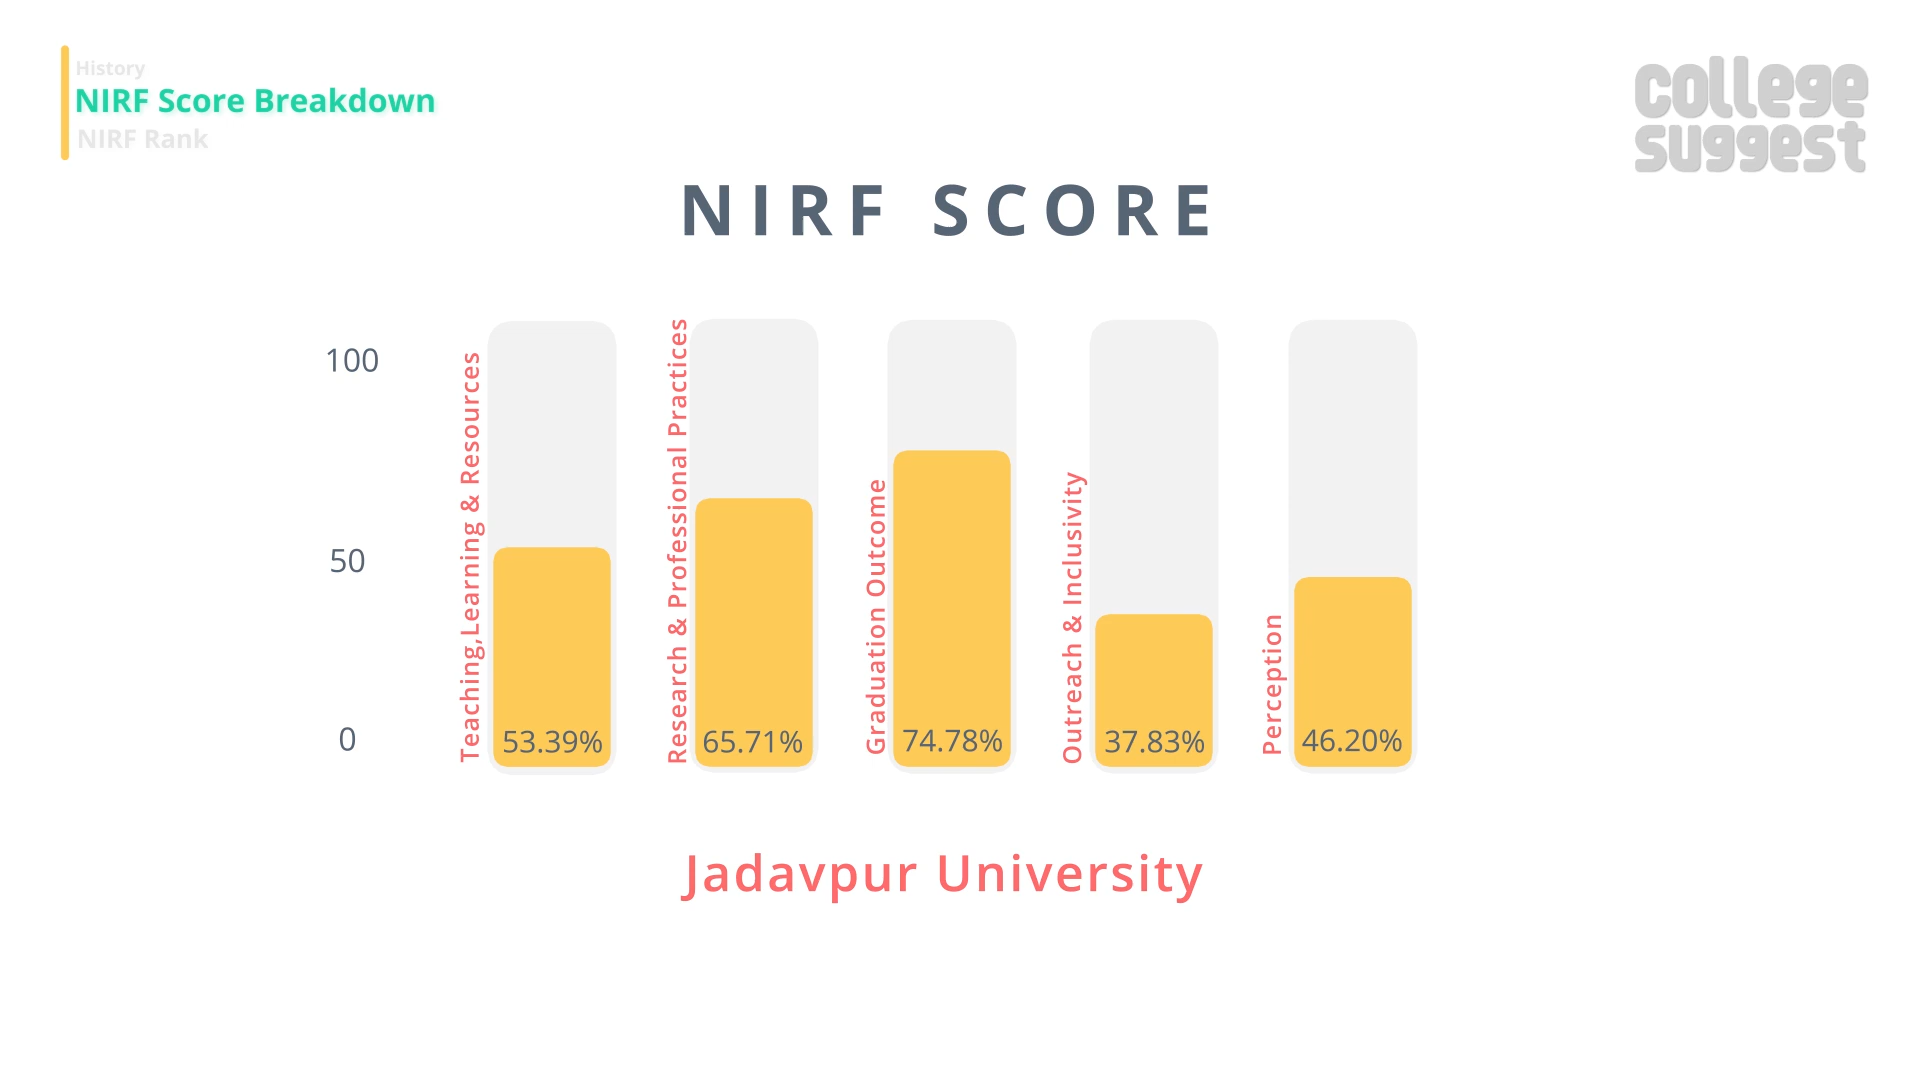 History
NIRF Score Breakdown
NIRF Rank
college
suggest
NIRF SCORE
100
50
0
Teaching,Learning & Resources
53.39%
Research & Professional Practices
65.71%
Graduation Outcome
74.78%
Outreach & Inclusivity
37.83%
Perception
46.20%
Jadavpur University